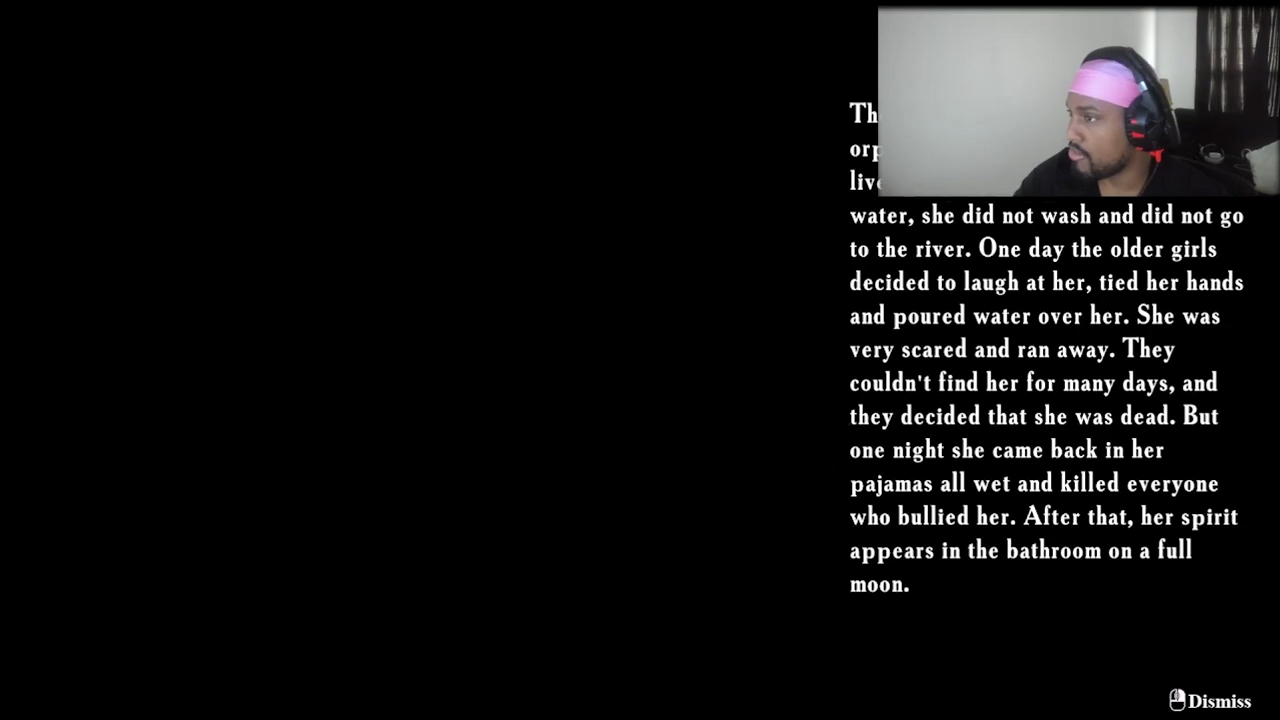 water, she did not wash and did not go
to the river. One day the older girls
decided to laugh at her, tied her hands
and poured water over her. She was
very scared and ran away. They
couldn't find her for many days, and
they decided that she was dead. But
one night she came back in her
pajamas all wet and killed everyone
who bullied her. After that, her spirit
appears in the bathroom on a full
moon.
Dismiss